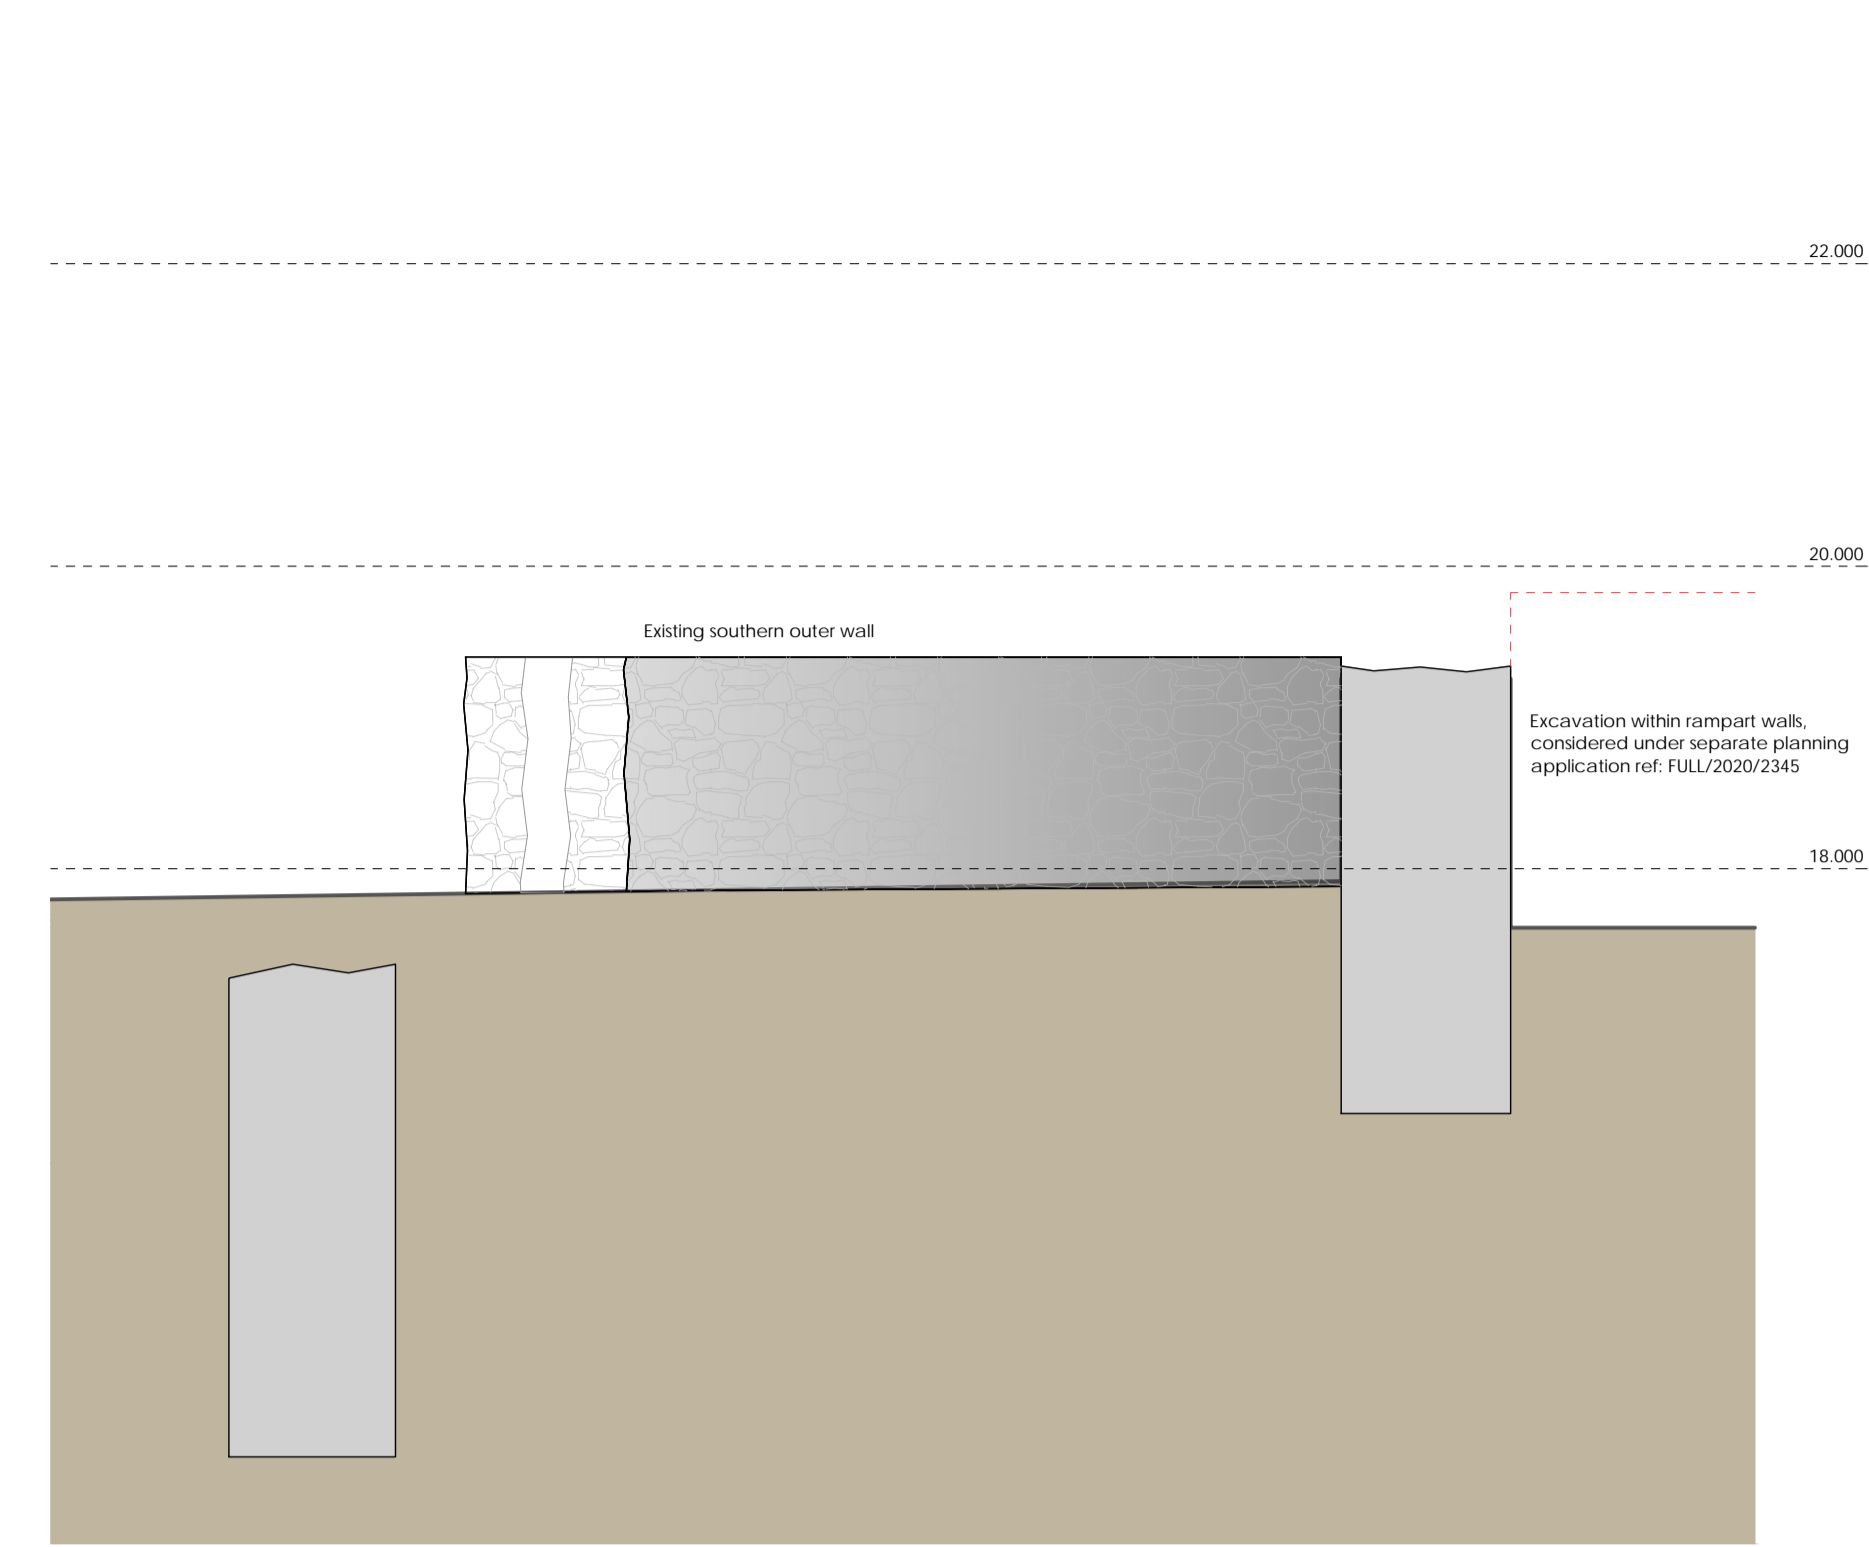 22.000
20.000
Existing southern outer wall
Excavation within rampart walls,
considered under separate planning
application ref: FULL/2020/2345
18.000